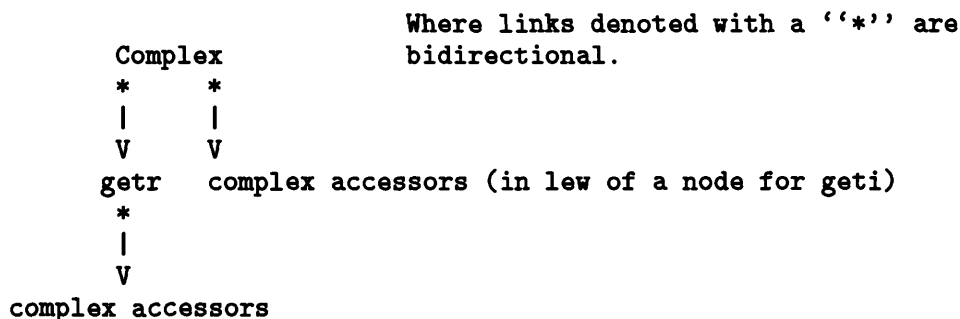 Where links denoted with a ‘‘*’’ are
Complex bidirectional.
* *
| |
V V
getr complex accessors (in lew of a node for geti)
*
|
V
complex accessors